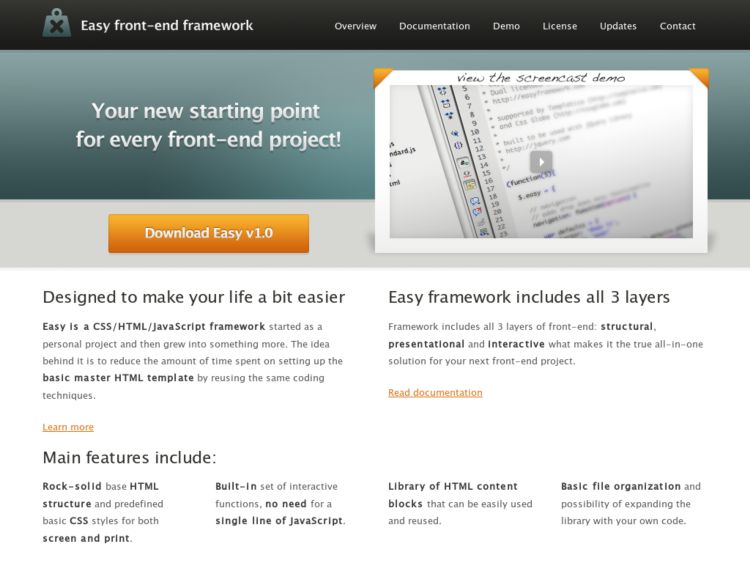 Easy front-end framework
Overview Documentation Demo License Updates Contact
Your new starting point
for every front-end project!
view the screencast demo
Download Easy v1.0
Designed to make your life a bit easier
Easy is a CSS/HTML/JavaScript framework started as a
personal project and then grew into something more. The idea
behind it is to reduce the amount of time spent on setting up the
basic master HTML template by reusing the same coding
techniques.
Learn more
Easy framework includes all 3 layers
Framework includes all 3 layers of front-end: structural,
presentational and interactive what makes it the true all-in-one
solution for your next front-end project.
Read documentation
Main features include:
Rock-solid base HTML
structure and predefined
basic CSS styles for both
screen and print.
Built-in set of interactive
functions, no need for a
single line of JavaScript.
Library of HTML content
blocks that can be easily used
and reused.
Basic file organization and
possibility of expanding the
library with your own code.